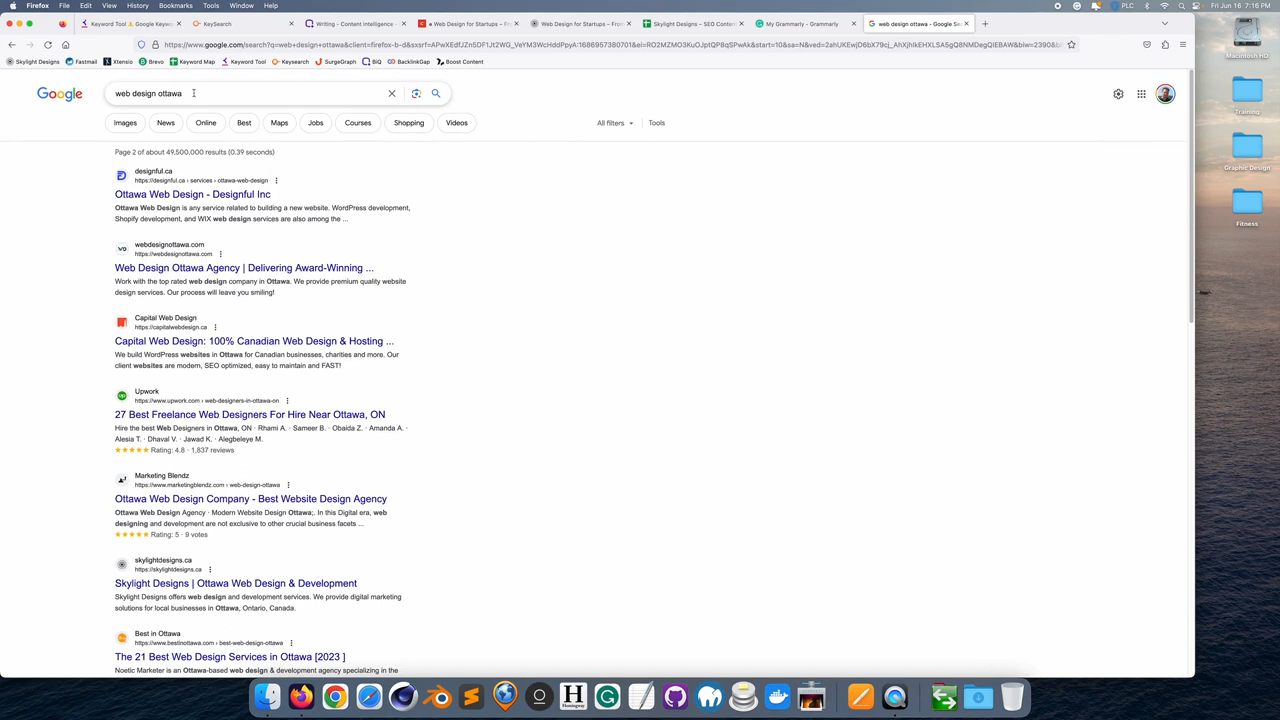 Firefox File Edit View History Bookmarks Tools Window Help
PLC Fri Jun 16 7:16 PM
Keyword Tool ⚠ Google Keywor
KeySearch
Writing - Content Intelligence -
● Web Design for Startups – Fr
Web Design for Startups – Fron
Skylight Designs – SEO Conten
My Grammarly - Grammarly
web design ottawa - Google Se
Skylight Designs Fastmail Xtensio Brevo Keyword Map Keyword Tool Keysearch SurgeGraph BiQ BacklinkGap Boost Content
Google
web design ottawa
Images News Online Best Maps Jobs Courses Shopping Videos All filters Tools
Page 2 of about 49,500,000 results (0.39 seconds)
designful.ca
https://designful.ca › services › ottawa-web-design
Ottawa Web Design - Designful Inc
Ottawa Web Design is any service related to building a new website. WordPress development,
Shopify development, and WIX web design services are also among the ...
webdesignottawa.com
https://webdesignottawa.com
Web Design Ottawa Agency | Delivering Award-Winning ...
Work with the top rated web design company in Ottawa. We provide premium quality website
design services. Our process will leave you smiling!
Capital Web Design
https://capitalwebdesign.ca
Capital Web Design: 100% Canadian Web Design & Hosting ...
We build WordPress websites in Ottawa for Canadian businesses, charities and more. Our
client websites are modern, SEO optimized, easy to maintain and FAST!
Upwork
https://www.upwork.com › web-designers-in-ottawa-on
27 Best Freelance Web Designers For Hire Near Ottawa, ON
Hire the best Web Designers in Ottawa, ON · Rhami A. · Sameer B. · Obaida Z. · Amanda A. ·
Alesia T. · Dhaval V. · Jawad K. · Alegbeleye M.
Rating: 4.8 · 1,837 reviews
Marketing Blendz
https://www.marketingblendz.com › web-design-ottawa
Ottawa Web Design Company - Best Website Design Agency
Ottawa Web Design Agency · Modern Website Design Ottawa;. In this Digital era, web
designing and development are not exclusive to other crucial business facets ...
Rating: 5 · 9 votes
skylightdesigns.ca
https://skylightdesigns.ca
Skylight Designs | Ottawa Web Design & Development
Skylight Designs offers web design and development services. We provide digital marketing
solutions for local businesses in Ottawa, Ontario, Canada.
Best in Ottawa
https://www.bestinottawa.com › best-web-design-ottawa
The 21 Best Web Design Services in Ottawa [2023 ]
Noetic Marketer is an Ottawa-based web design & development agency specializing in the
Macintosh HD
Training
Graphic Design
Fitness